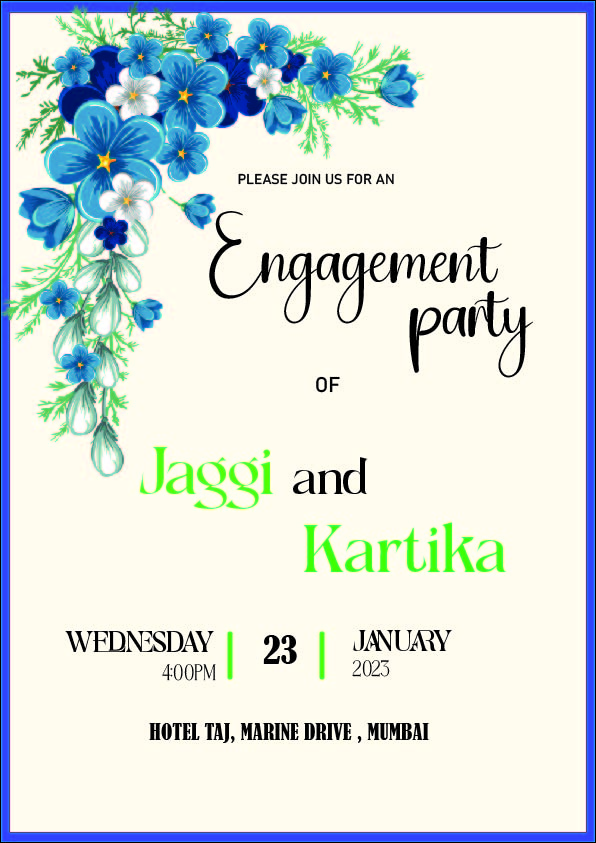 PLEASE JOIN US FOR AN
Engagement
party
OF
Jaggi and
Kartika
WEDNESDAY | 23 | JANUARY
4:00PM 2023
HOTEL TAJ, MARINE DRIVE , MUMBAI